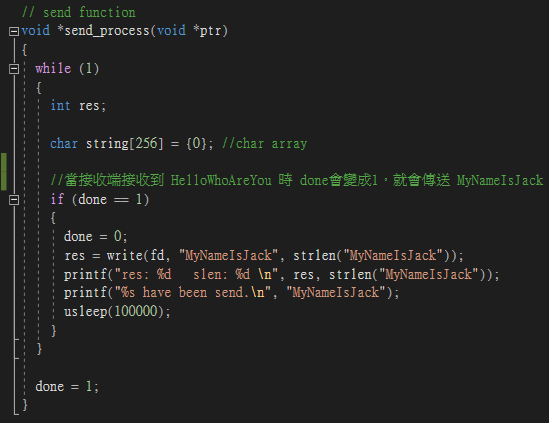 // send function
void *send_process(void *ptr)
{
while (1)
{
int res;
char string[256] = {0}; //char array
//當接收端接收到 HelloWhoAreYou 時 done會變成1，就會傳送 MyNameIsJack
if (done == 1)
{
done = 0;
res = write(fd, "MyNameIsJack", strlen("MyNameIsJack"));
printf("res: %d   slen: %d \n", res, strlen("MyNameIsJack"));
printf("%s have been send.\n", "MyNameIsJack");
usleep(100000);
}
}
done = 1;
}